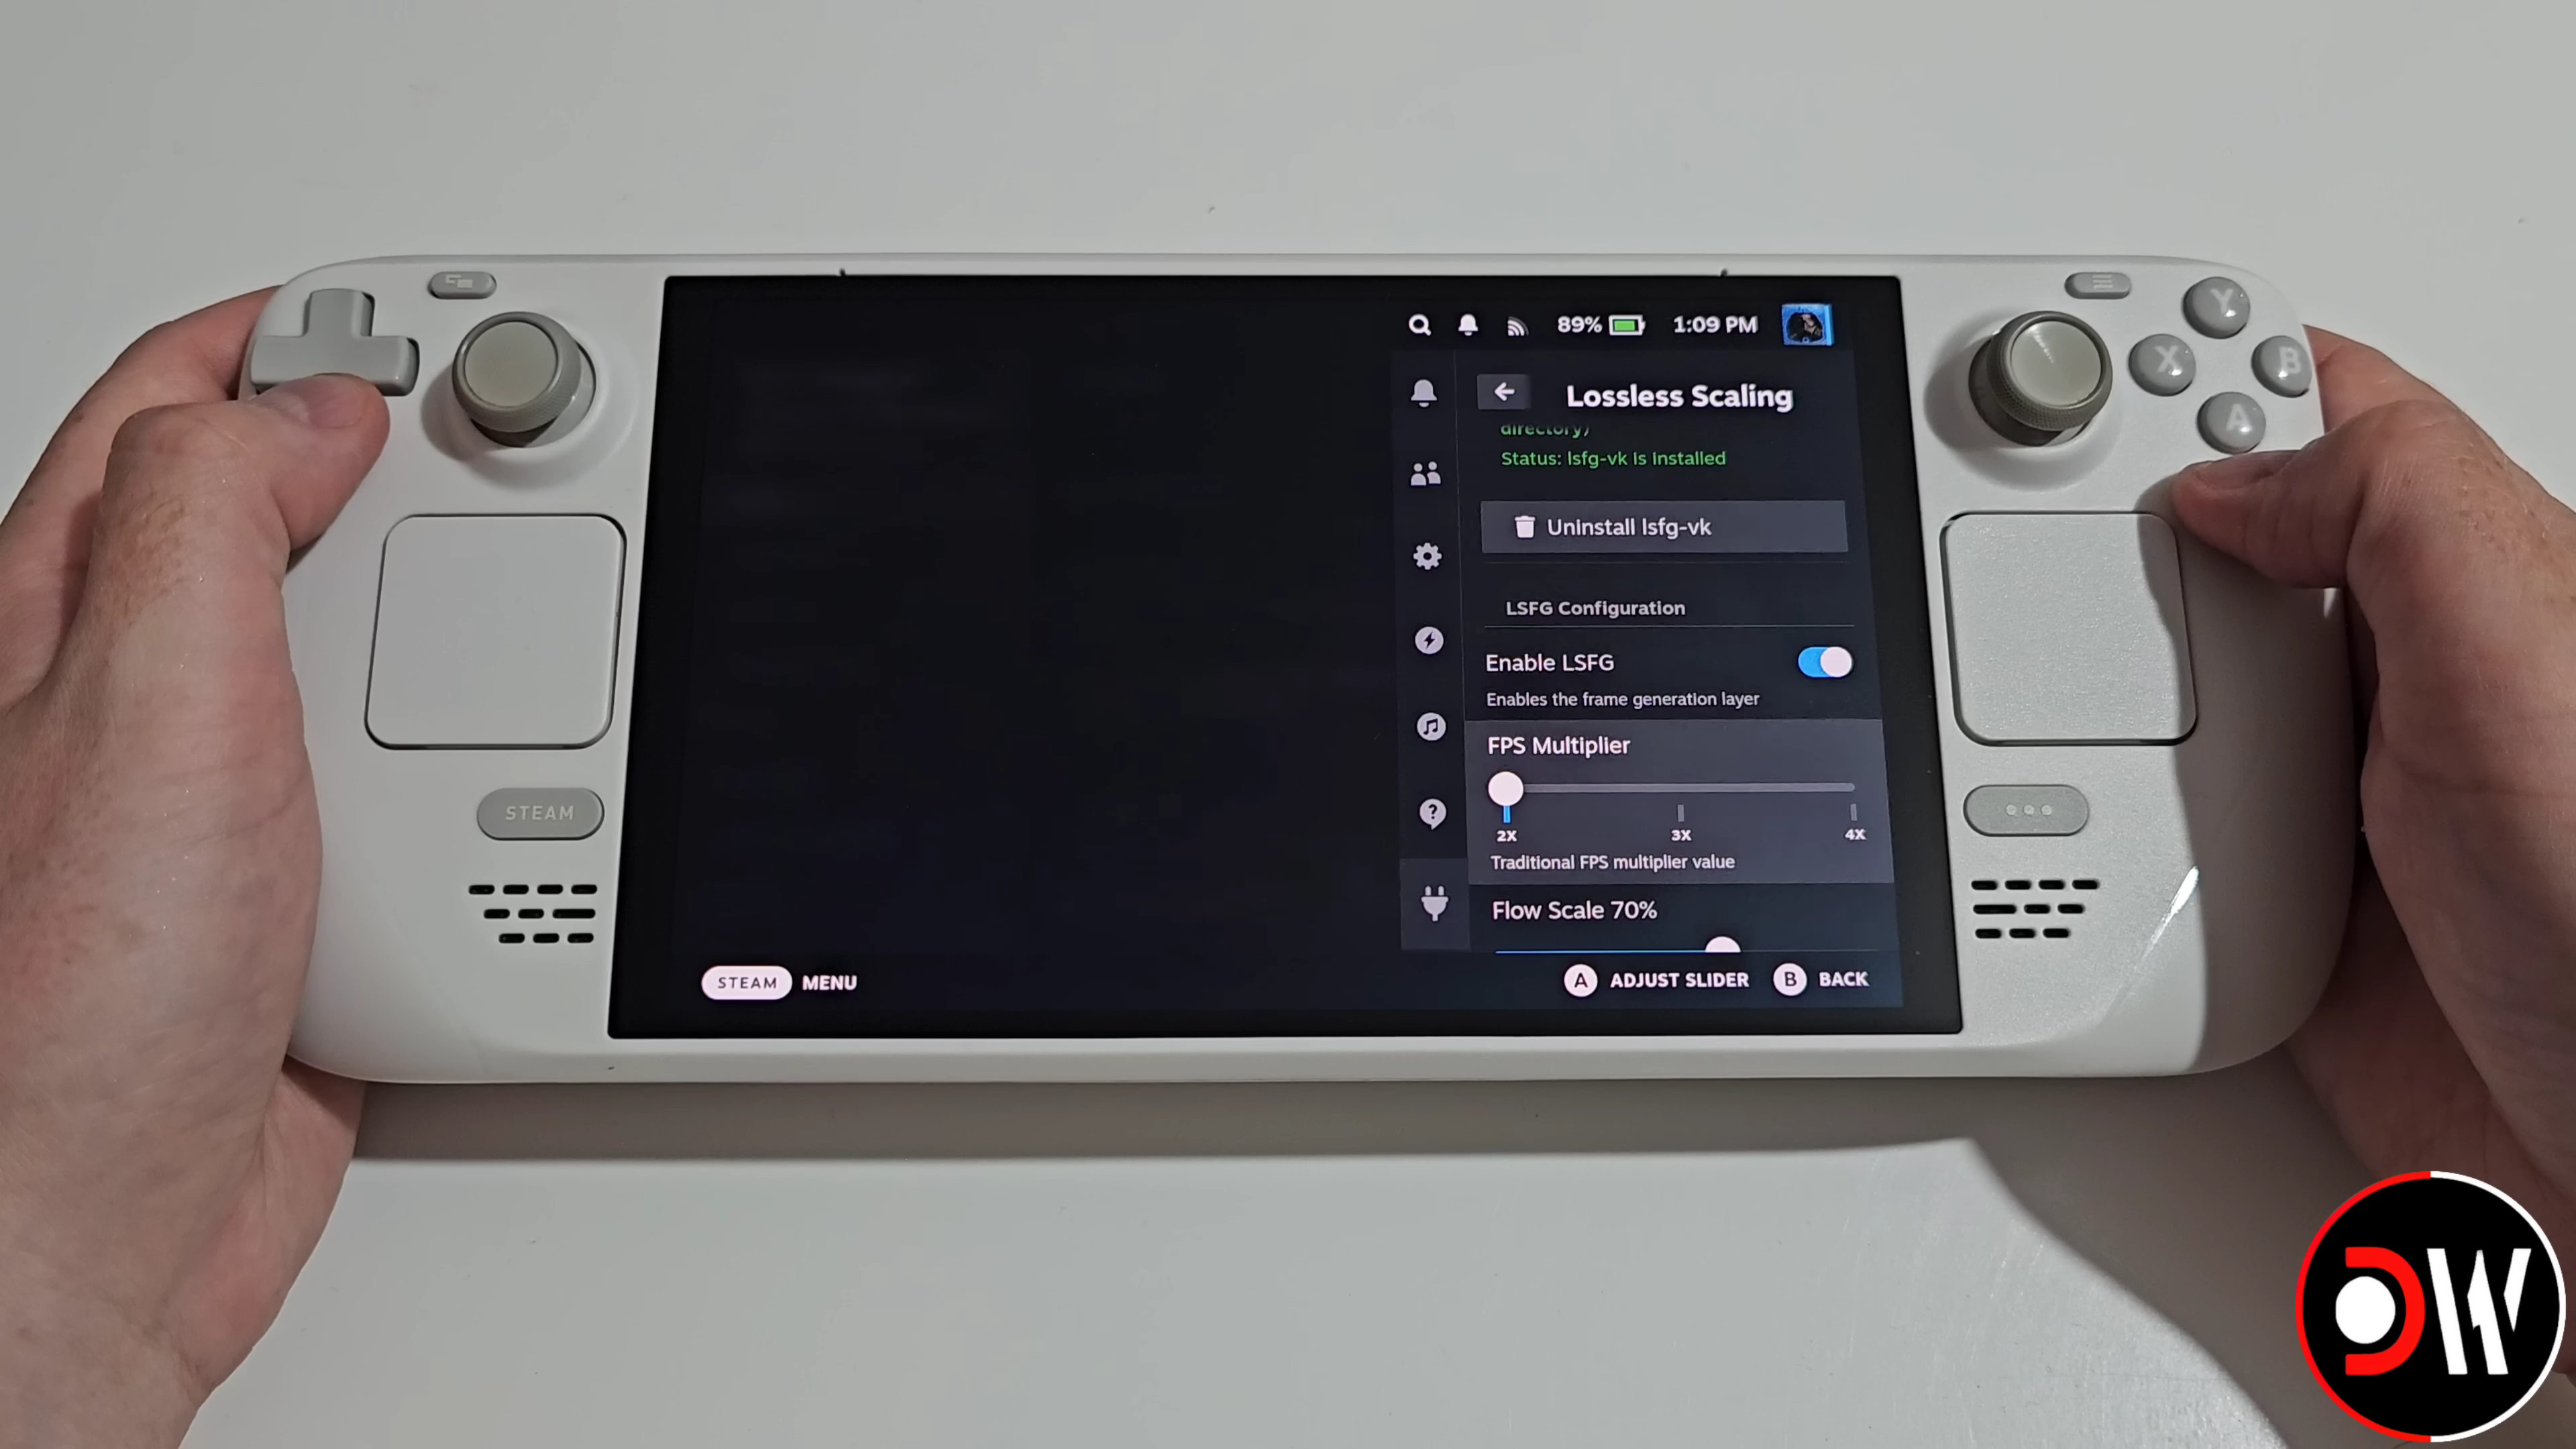 89% 1:09 PM
Lossless Scaling
directory)
Status: lsfg-vk is installed
Uninstall lsfg-vk
LSFG Configuration
Enable LSFG
Enables the frame generation layer
FPS Multiplier
2X 3X 4X
Traditional FPS multiplier value
Flow Scale 70%
STEAM MENU
A ADJUST SLIDER B BACK
STEAM
Y
X
B
A
DW